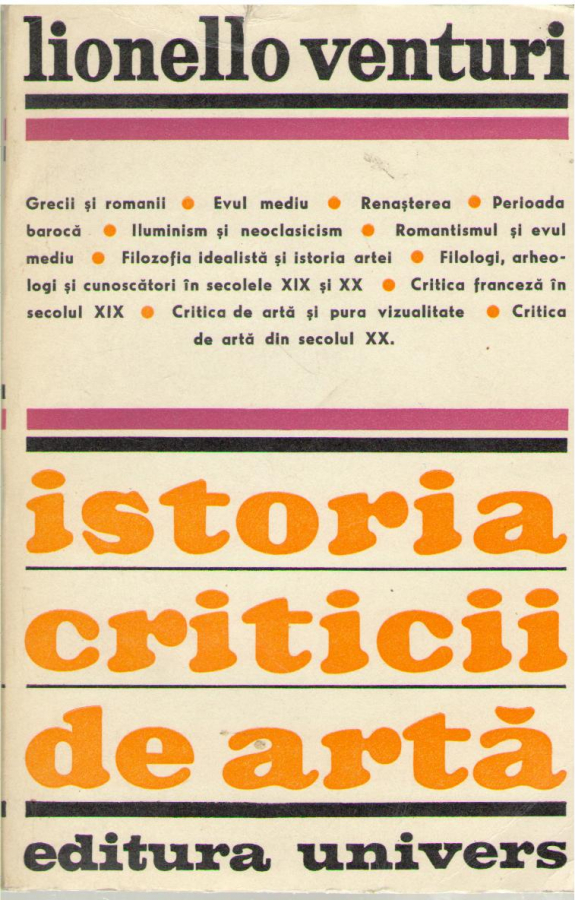 lionello venturi
Grecii și romanii ● Evul mediu ● Renașterea ● Perioada
barocă ● Iluminism și neoclasicism ● Romantismul și evul
mediu ● Filozofia idealistă și istoria artei ● Filologi, arheo-
logi și cunoscători în secolele XIX și XX ● Critica franceză în
secolul XIX ● Critica de artă și pura vizualitate ● Critica
de artă din secolul XX.
istoria
criticii
de artă
editura univers